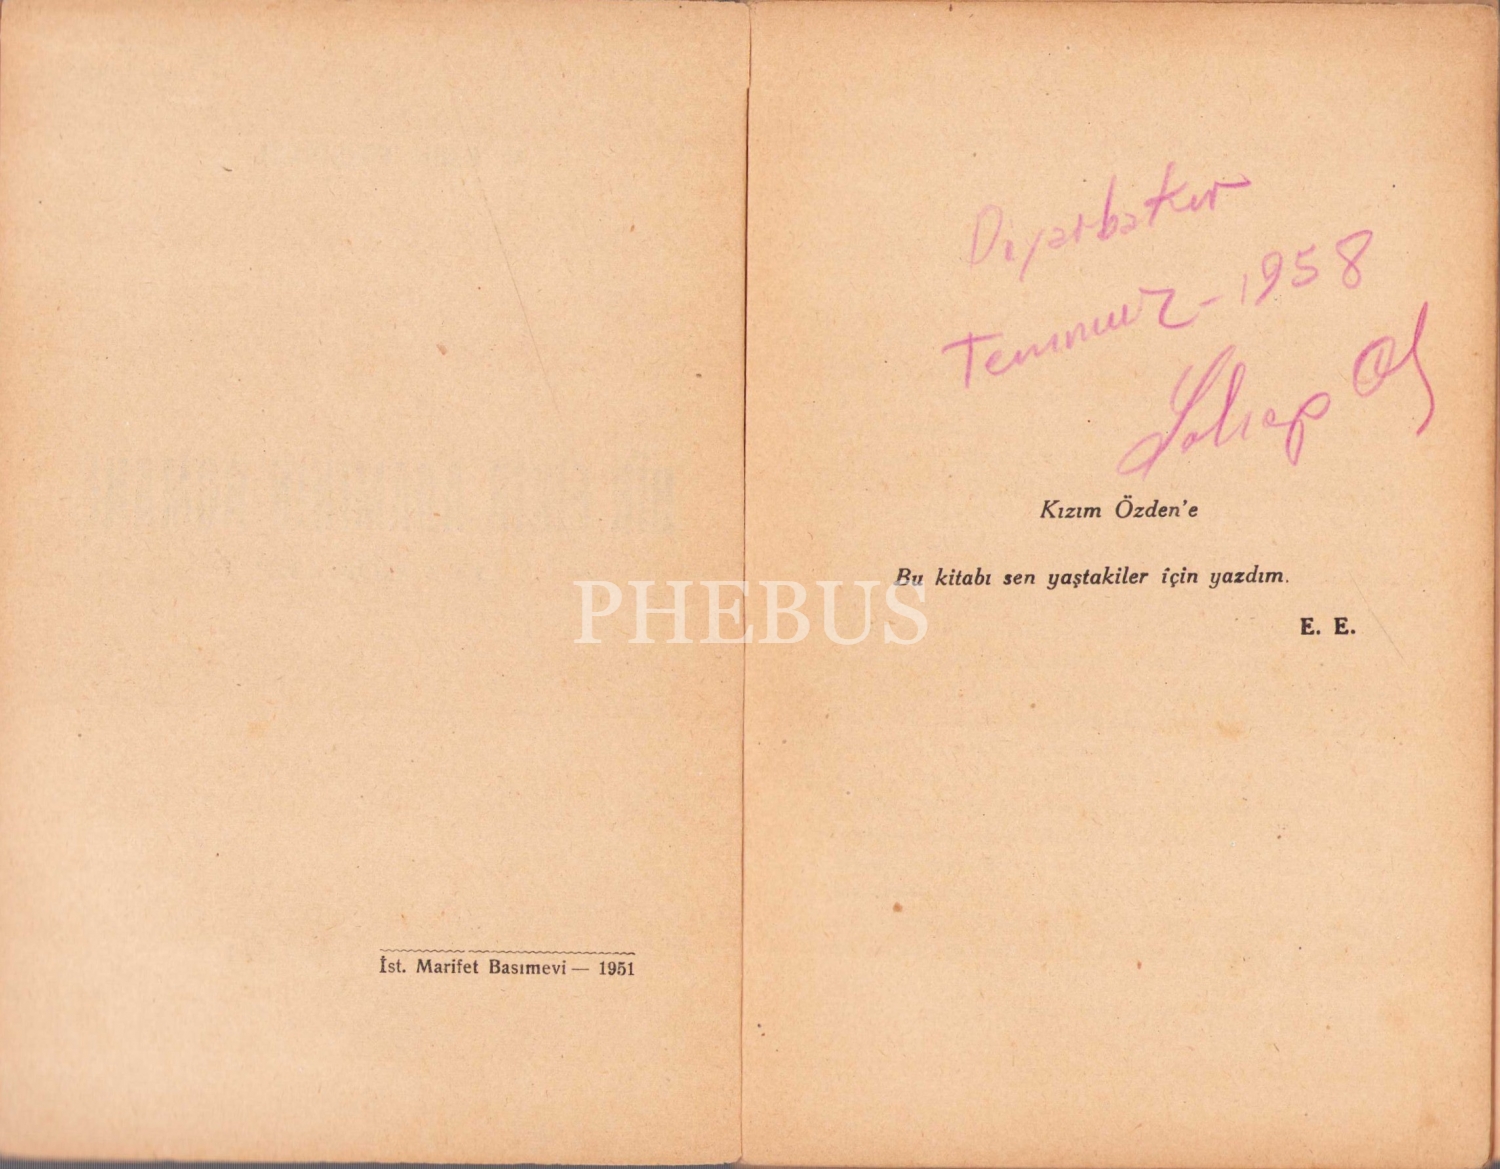 İst. Marifet Basımevi — 1951
Diyarbakır
Temmuz - 1958
Kızım Özden'e
Bu kitabı sen yaştakiler için yazdım.
E. E.
PHEBUS